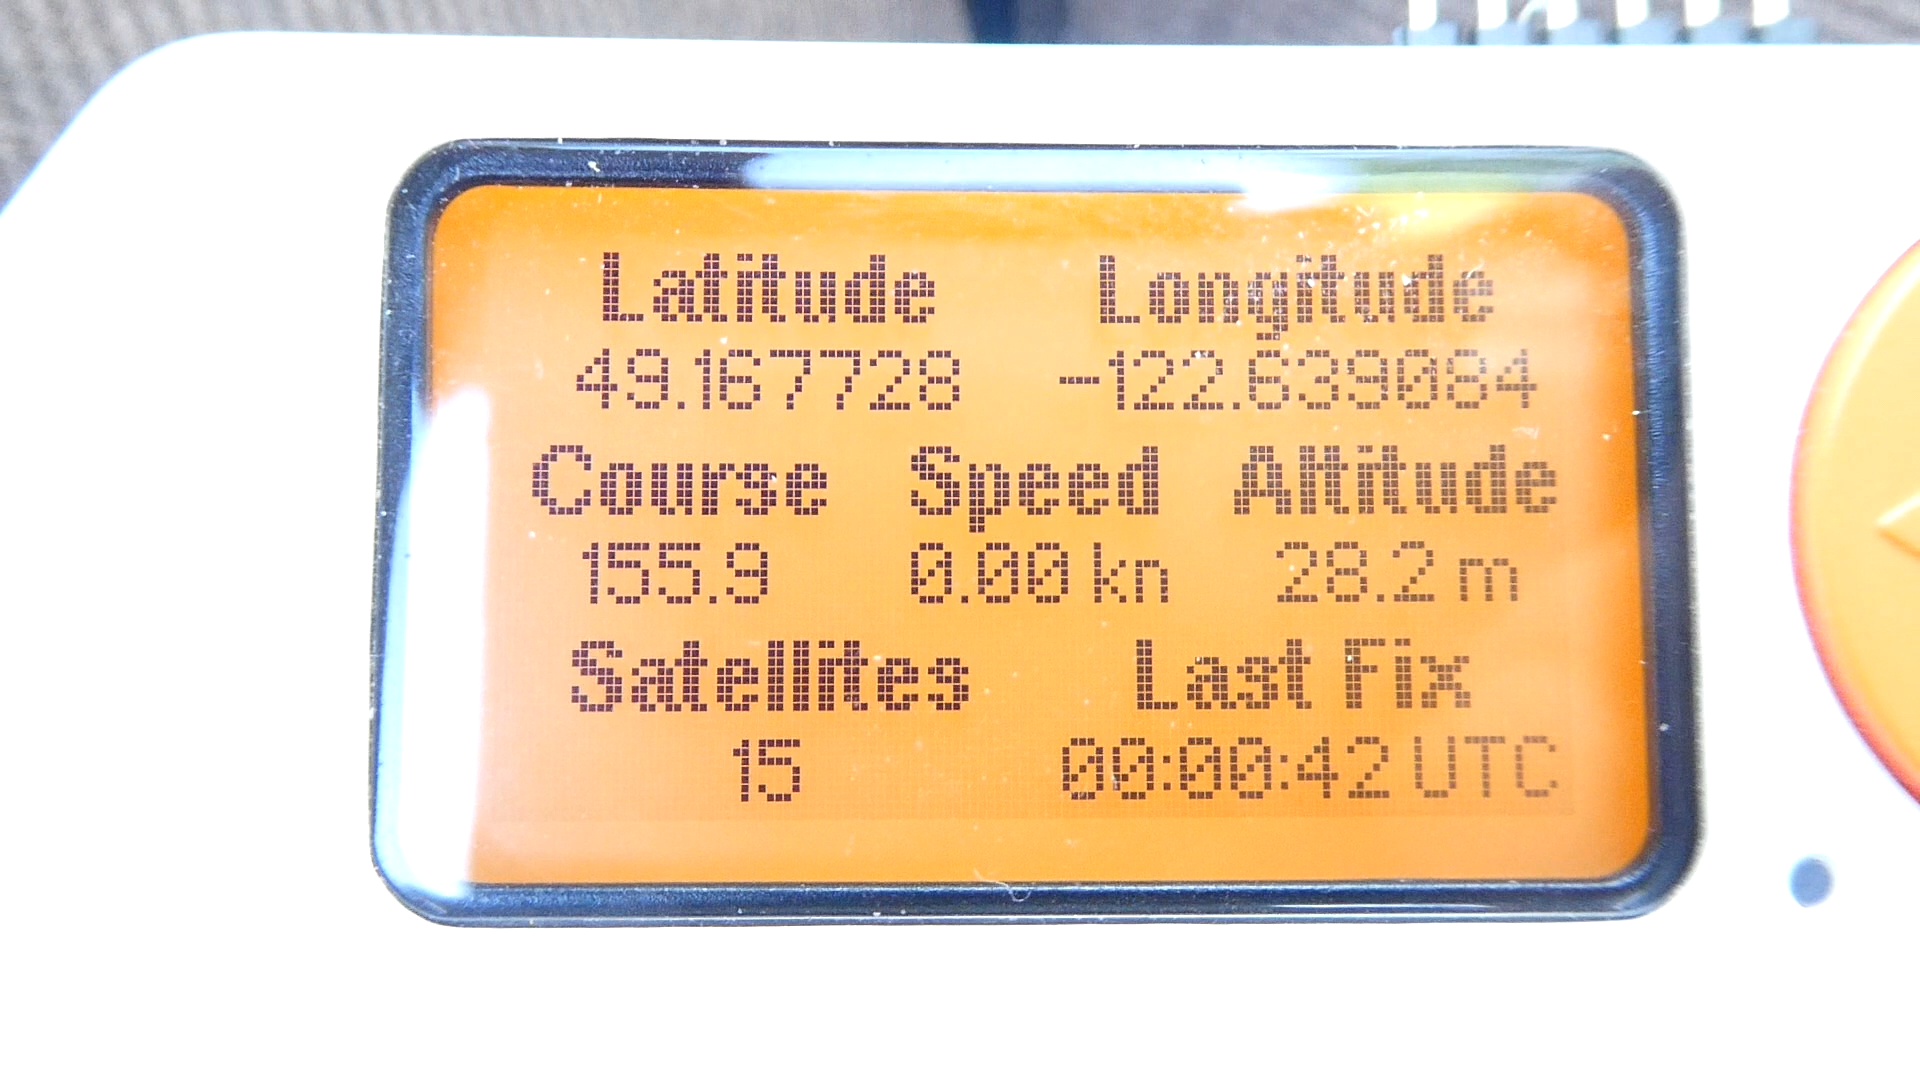 Latitude Longitude
49.167728 -122.639084
Course Speed Altitude
155.9 0.00 kn 28.2 m
Satellites Last Fix
15 00:00:42 UTC